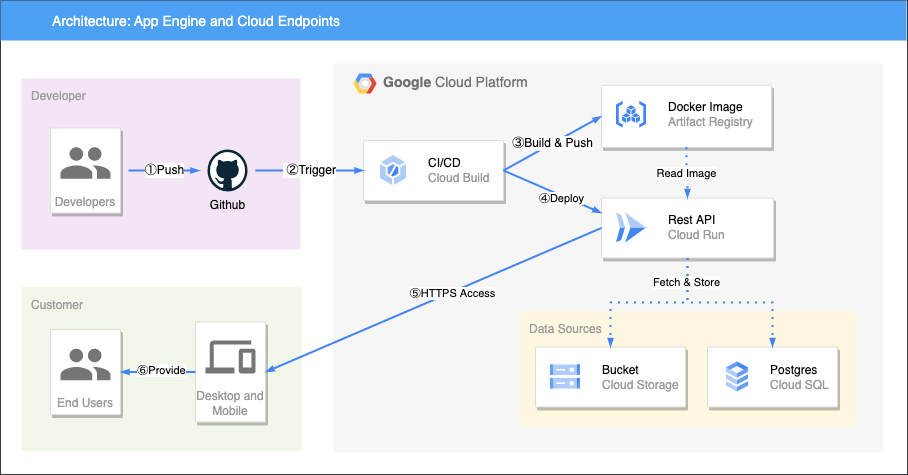 Architecture: App Engine and Cloud Endpoints
Developer
Developers
①Push
Github
②Trigger
Google Cloud Platform
CI/CD
Cloud Build
③Build & Push
④Deploy
Docker Image
Artifact Registry
Read Image
Rest API
Cloud Run
Fetch & Store
⑤HTTPS Access
Data Sources
Bucket
Cloud Storage
Postgres
Cloud SQL
Customer
End Users
⑥Provide
Desktop and
Mobile